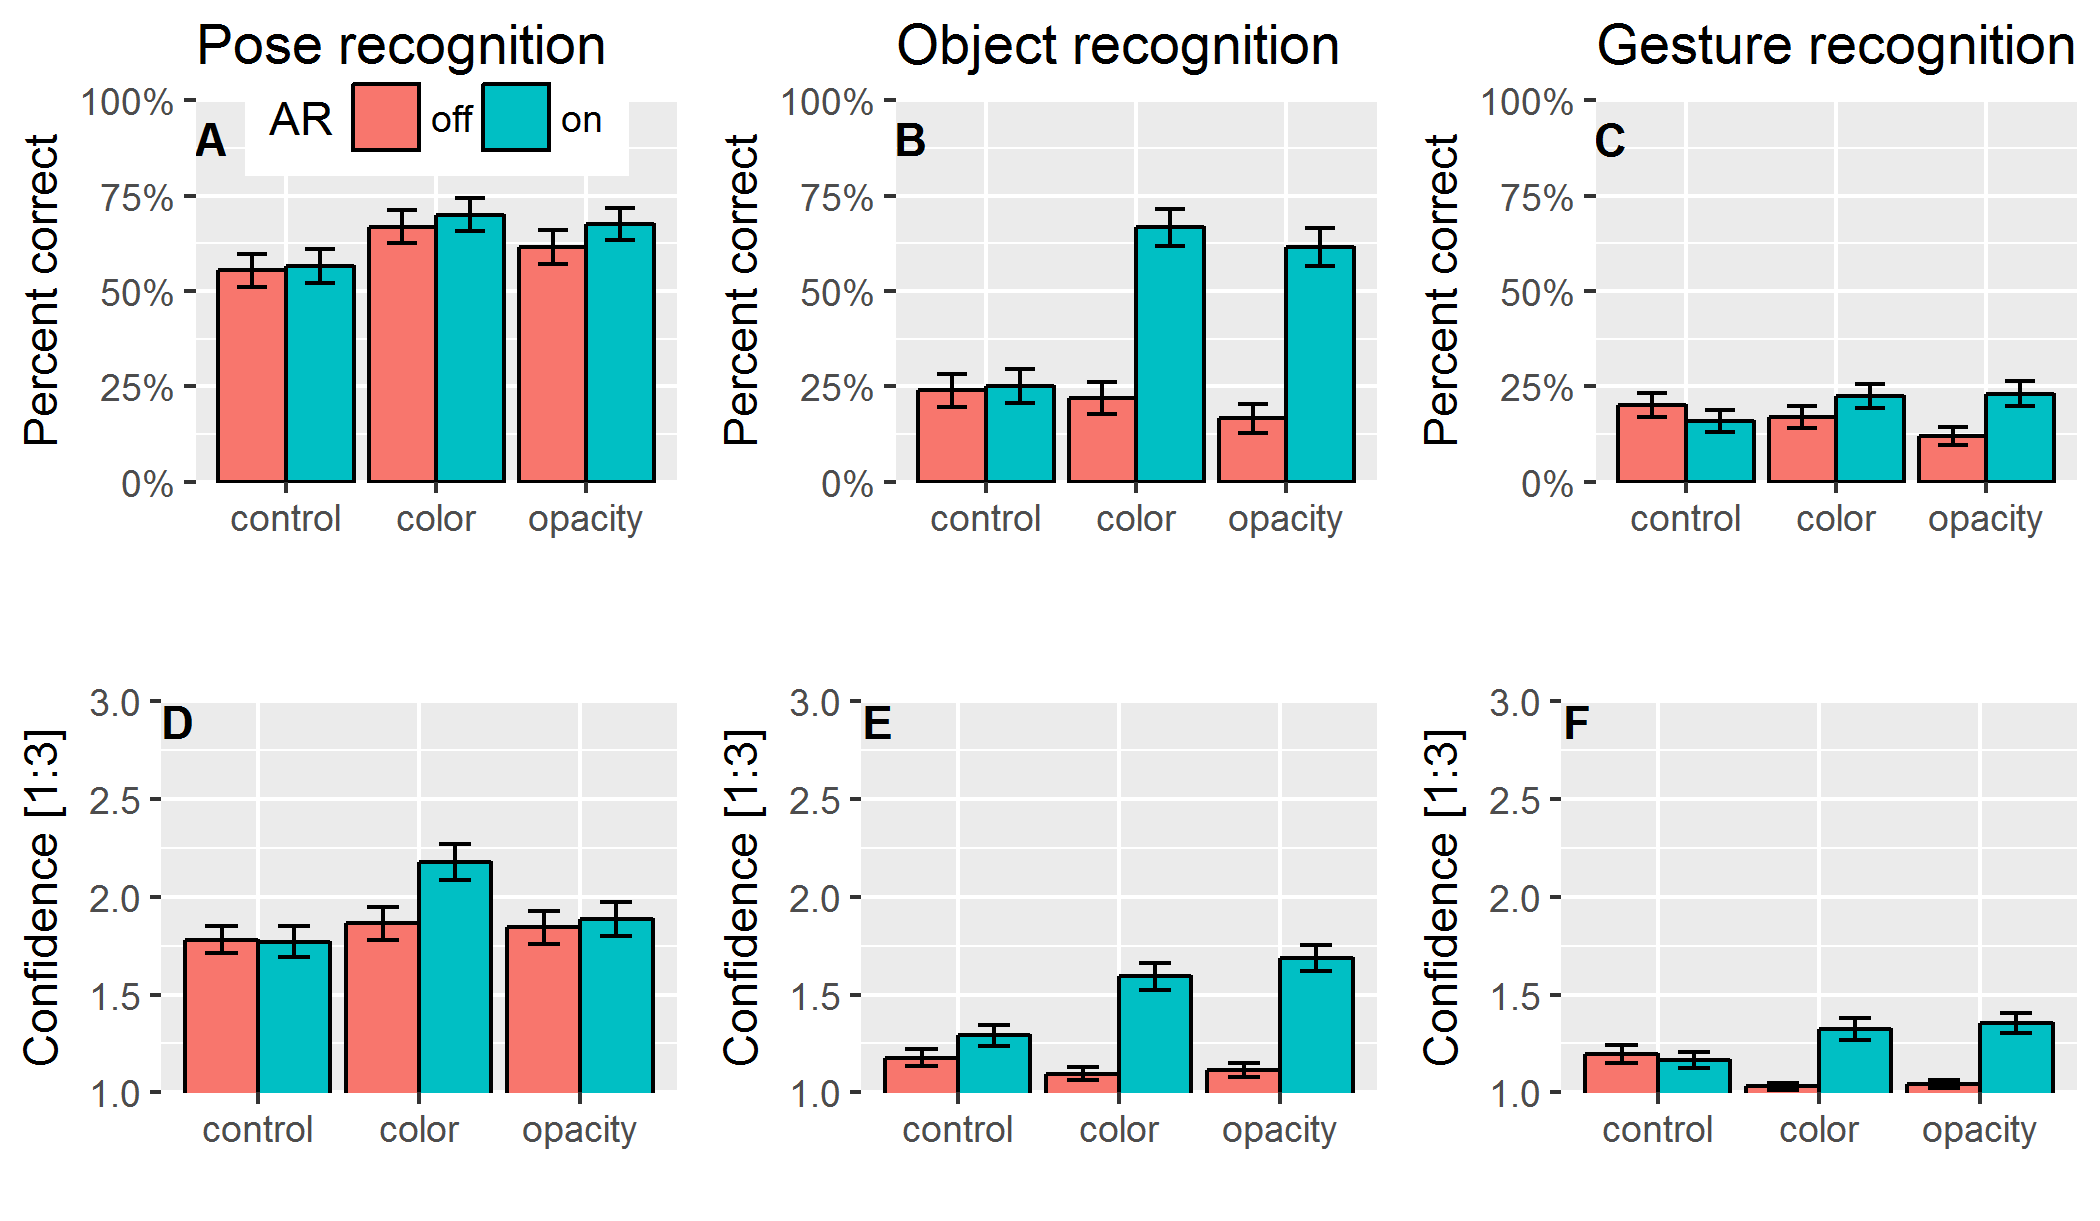 Pose recognition
AR off on
A
Percent correct
100%
75%
50%
25%
0%
control color opacity
Object recognition
B
Percent correct
100%
75%
50%
25%
0%
control color opacity
Gesture recognition
C
Percent correct
100%
75%
50%
25%
0%
control color opacity
D
Confidence [1:3]
3.0
2.5
2.0
1.5
1.0
control color opacity
E
Confidence [1:3]
3.0
2.5
2.0
1.5
1.0
control color opacity
F
Confidence [1:3]
3.0
2.5
2.0
1.5
1.0
control color opacity